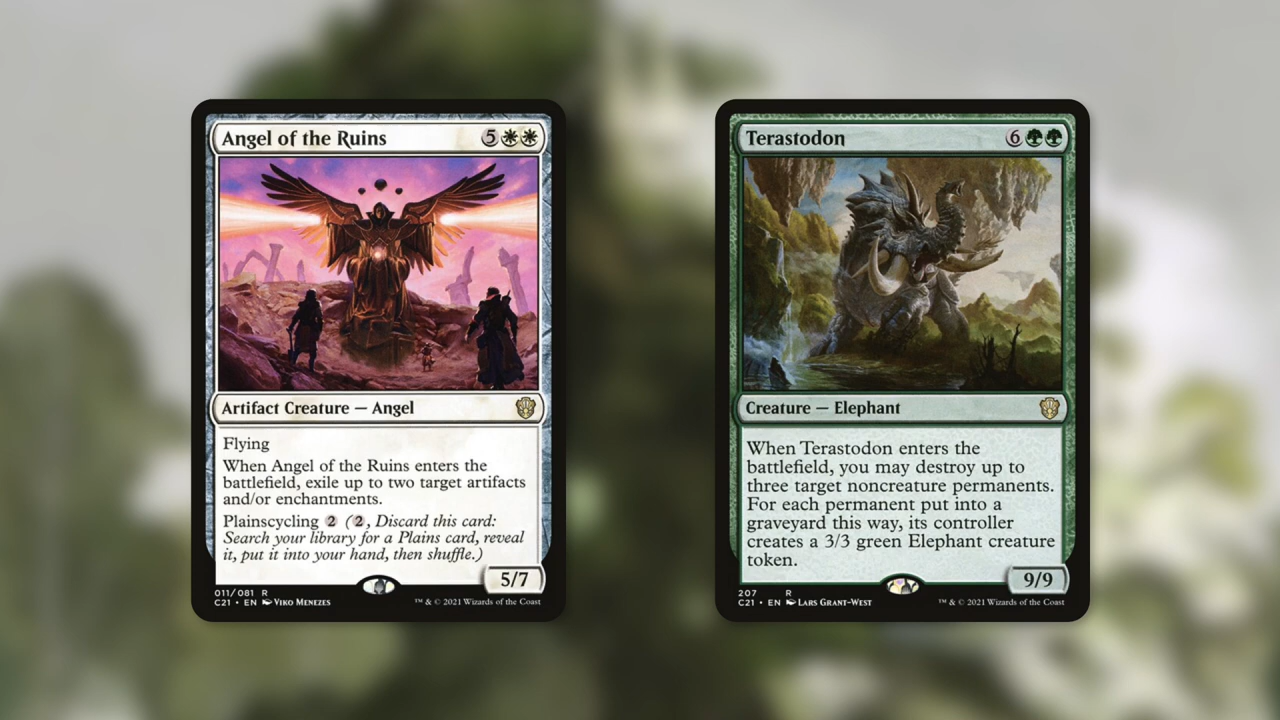 Angel of the Ruins 5
Artifact Creature — Angel
Flying
When Angel of the Ruins enters the
battlefield, exile up to two target artifacts
and/or enchantments.
Plainscycling 2 (2, Discard this card:
Search your library for a Plains card, reveal
it, put it into your hand, then shuffle.)
5/7
011/081 R
C21 • EN Viko Menezes
™ & © 2021 Wizards of the Coast
Terastodon 6
Creature — Elephant
When Terastodon enters the
battlefield, you may destroy up to
three target noncreature permanents.
For each permanent put into a
graveyard this way, its controller
creates a 3/3 green Elephant creature
token.
9/9
207 R
C21 • EN Lars Grant-West
™ & © 2021 Wizards of the Coast